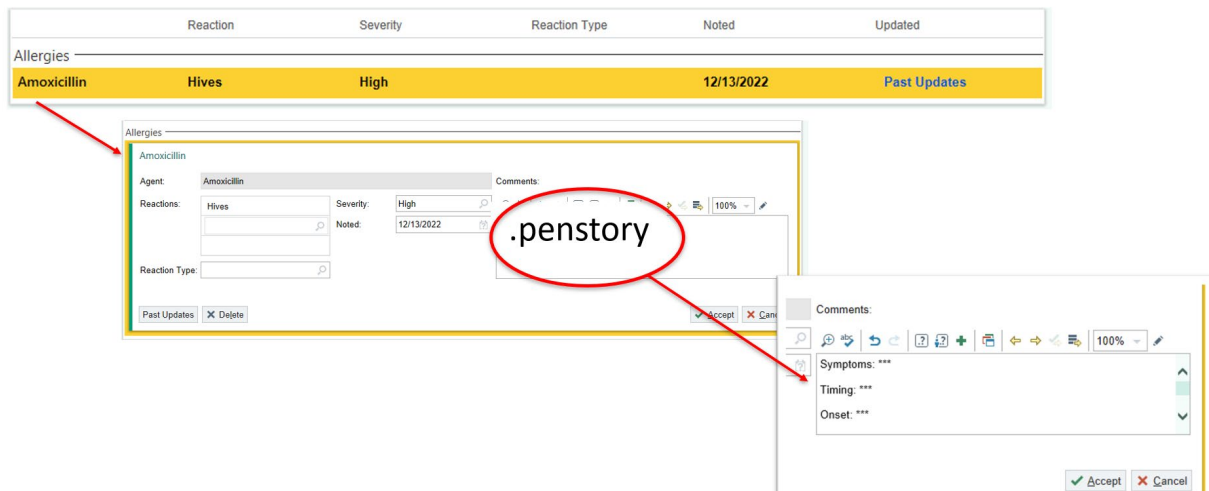 Reaction Severity Reaction Type Noted Updated
Allergies
Amoxicillin Hives High 12/13/2022 Past Updates
Allergies
Amoxicillin
Agent: Amoxicillin Comments:
Reactions: Hives Severity: High
Noted: 12/13/2022
100%
.penstory
Reaction Type:
Past Updates Delete Accept
Comments:
abc 100%
Symptoms: ***
Timing: ***
Onset: ***
Accept Cancel